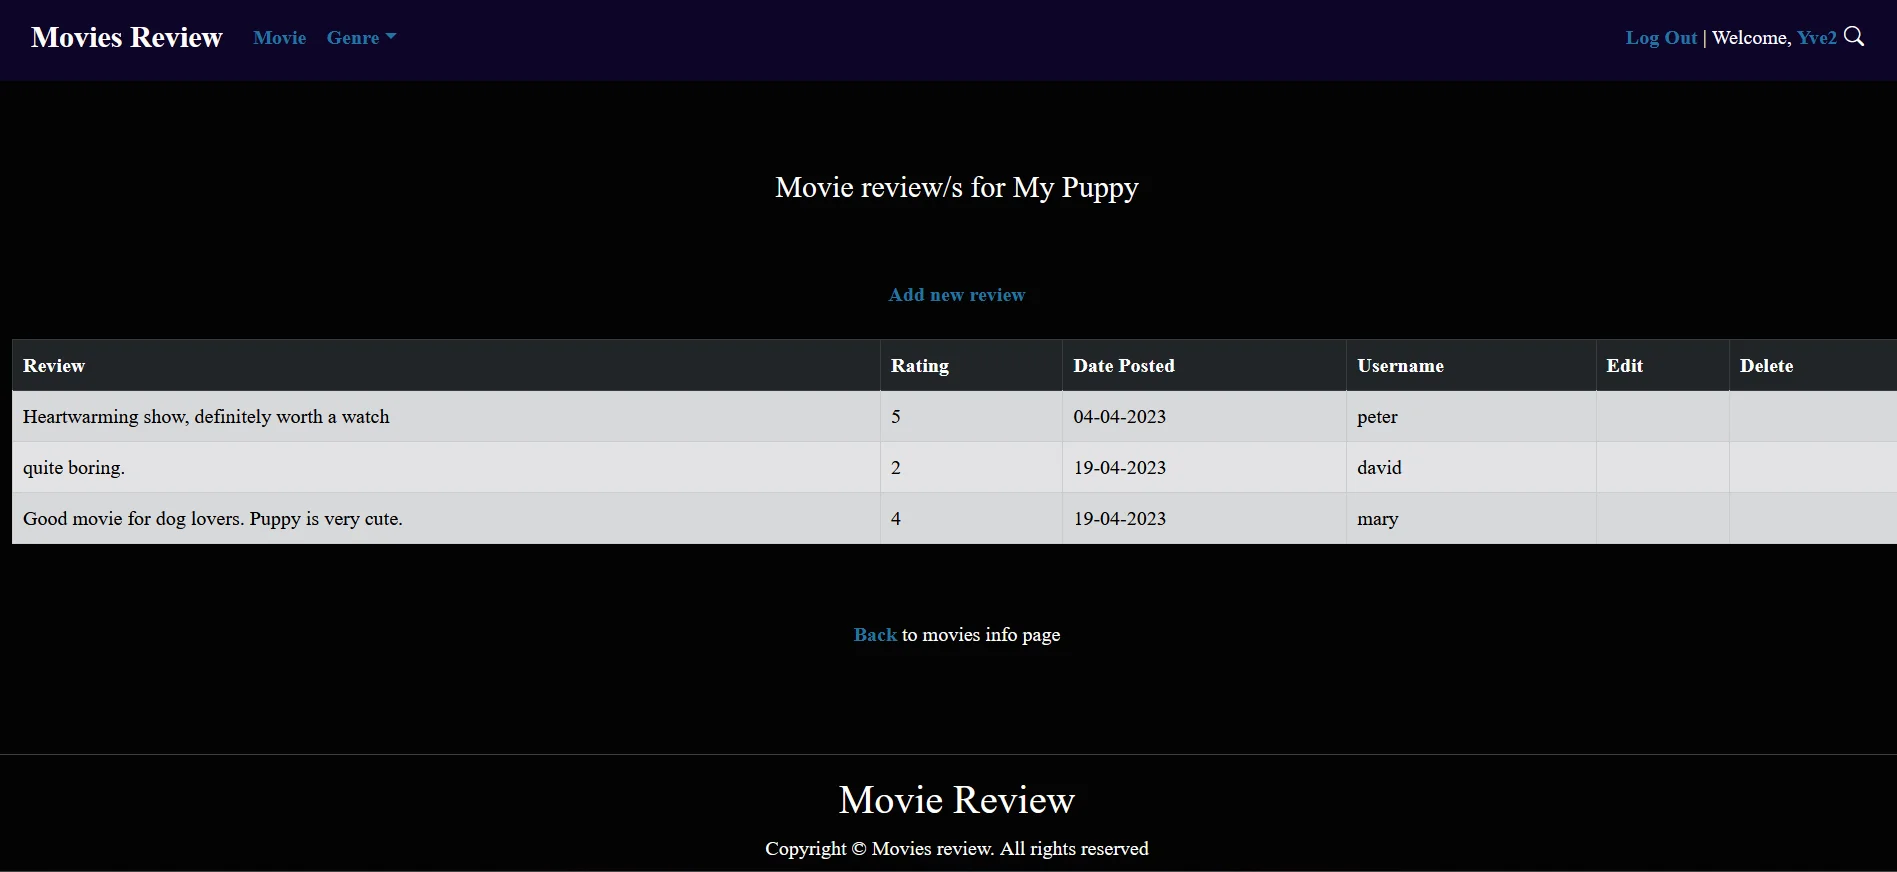 Movies Review Movie Genre Log Out | Welcome, Yve2
Movie review/s for My Puppy
Add new review
Review Rating Date Posted Username Edit Delete
Heartwarming show, definitely worth a watch 5 04-04-2023 peter
quite boring. 2 19-04-2023 david
Good movie for dog lovers. Puppy is very cute. 4 19-04-2023 mary
Back to movies info page
Movie Review
Copyright © Movies review. All rights reserved